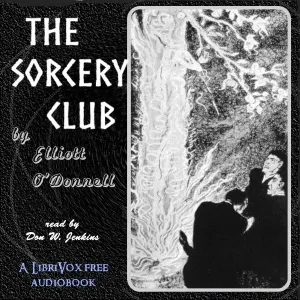 THE
SORCERY
CLUB
by
Elliott
O'Donnell
read by
Don W. Jenkins
A LIBRIVOX FREE
AUDIOBOOK